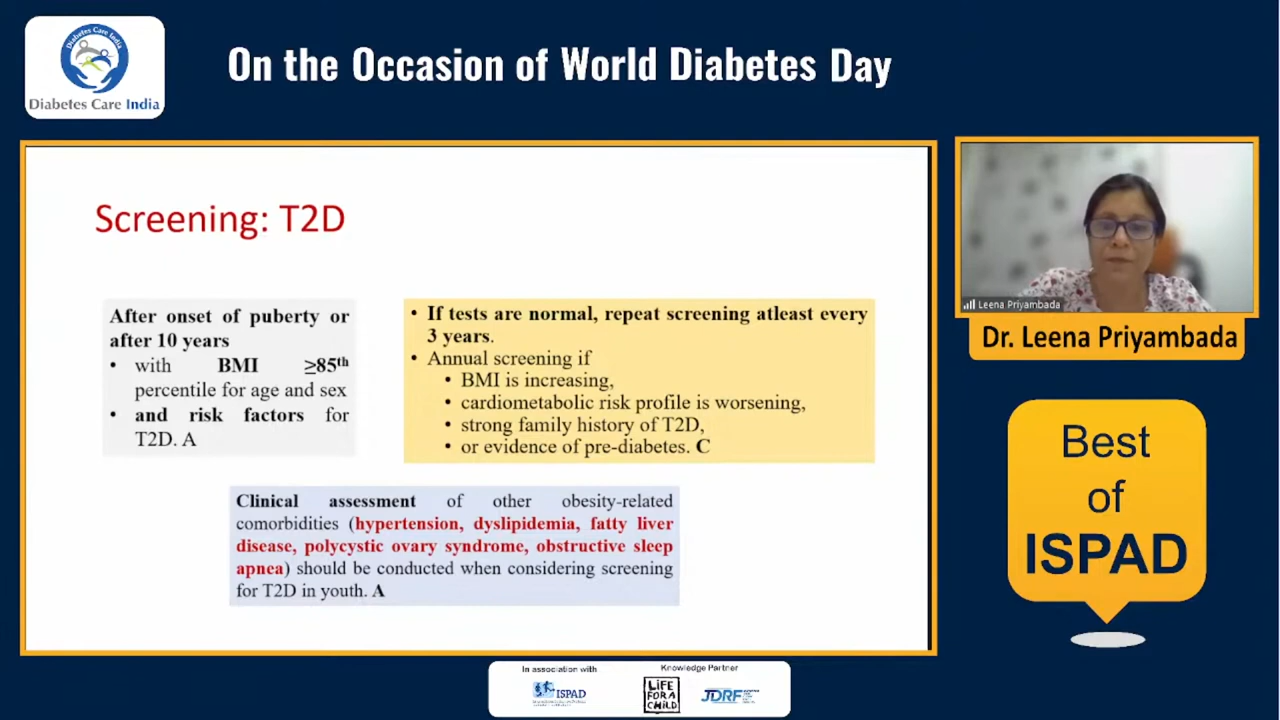 Diabetes Care India
Diabetes Care India
On the Occasion of World Diabetes Day
Screening: T2D
After onset of puberty or
after 10 years
• with BMI ≥85th
percentile for age and sex
• and risk factors for
T2D. A
• If tests are normal, repeat screening atleast every
3 years.
• Annual screening if
• BMI is increasing,
• cardiometabolic risk profile is worsening,
• strong family history of T2D,
• or evidence of pre-diabetes. C
Clinical assessment of other obesity-related
comorbidities (hypertension, dyslipidemia, fatty liver
disease, polycystic ovary syndrome, obstructive sleep
apnea) should be conducted when considering screening
for T2D in youth. A
Leena Priyambada
Dr. Leena Priyambada
Best
of
ISPAD
In association with
ISPAD
Knowledge Partner
LiFE
FOR A
CHiLD
JDRF